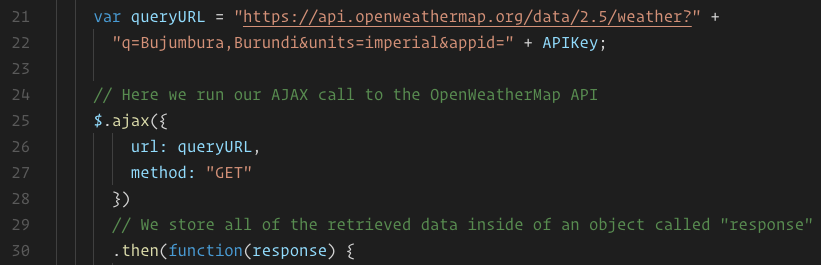 21 var queryURL = "https://api.openweathermap.org/data/2.5/weather?" +
22 "q=Bujumbura,Burundi&units=imperial&appid=" + APIKey;
23
24 // Here we run our AJAX call to the OpenWeatherMap API
25 $.ajax({
26 url: queryURL,
27 method: "GET"
28 })
29 // We store all of the retrieved data inside of an object called "response"
30 .then(function(response) {